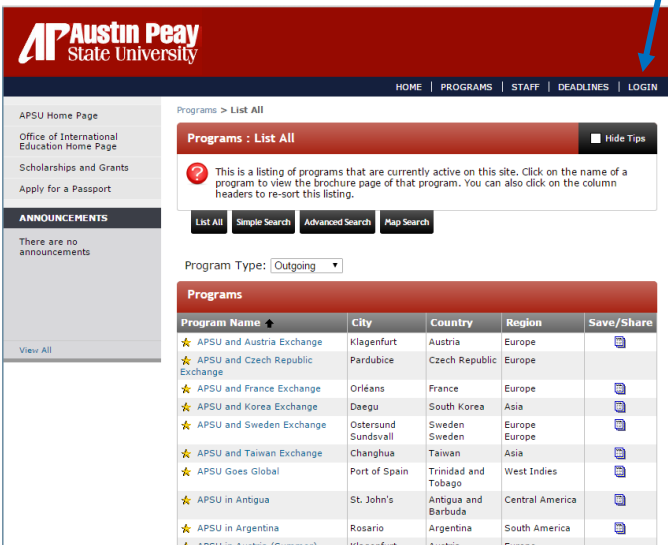 AP Austin Peay
State University
HOME | PROGRAMS | STAFF | DEADLINES | LOGIN
APSU Home Page
Office of International
Education Home Page
Scholarships and Grants
Apply for a Passport
ANNOUNCEMENTS
There are no
announcements
View All
Programs > List All
Programs : List All
Hide Tips
This is a listing of programs that are currently active on this site. Click on the name of a
program to view the brochure page of that program. You can also click on the column
headers to re-sort this listing.
List All Simple Search Advanced Search Map Search
Program Type: Outgoing
Programs
Program Name City Country Region Save/Share
APSU and Austria Exchange Klagenfurt Austria Europe
APSU and Czech Republic Pardubice Czech Republic Europe
Exchange
APSU and France Exchange Orléans France Europe
APSU and Korea Exchange Daegu South Korea Asia
APSU and Sweden Exchange Ostersund Sweden Europe
Sundsvall Sweden Europe
APSU and Taiwan Exchange Changhua Taiwan Asia
APSU Goes Global Port of Spain Trinidad and West Indies
Tobago
APSU in Antigua St. John's Antigua and Central America
Barbuda
APSU in Argentina Rosario Argentina South America
APSU in Austria (Summer) Klagenfurt Austria Europe